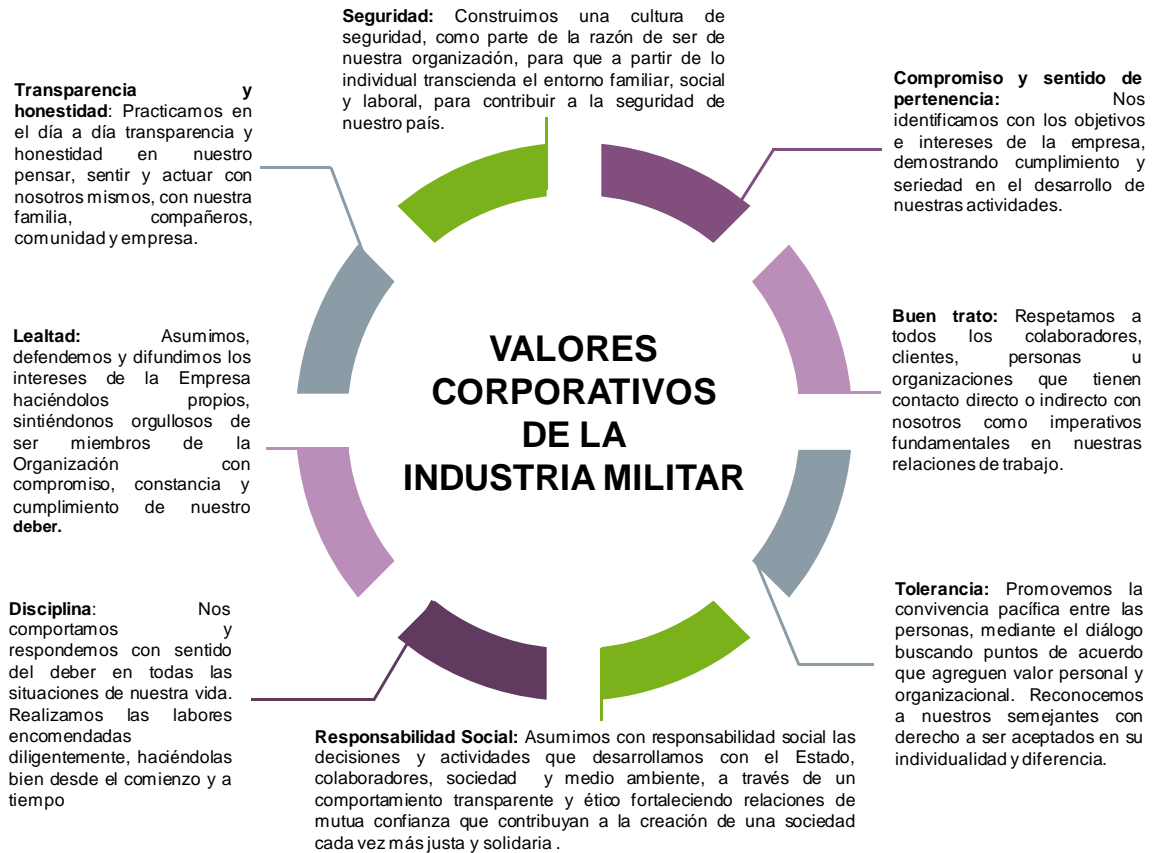 Seguridad: Construimos una cultura de
seguridad, como parte de la razón de ser de
nuestra organización, para que a partir de lo
individual transcienda el entorno familiar, social
y laboral, para contribuir a la seguridad de
nuestro país.
Compromiso y sentido de
pertenencia: Nos
identificamos con los objetivos
e intereses de la empresa,
demostrando cumplimiento y
seriedad en el desarrollo de
nuestras actividades.
Buen trato: Respetamos a
todos los colaboradores,
clientes, personas u
organizaciones que tienen
contacto directo o indirecto con
nosotros como imperativos
fundamentales en nuestras
relaciones de trabajo.
Tolerancia: Promovemos la
convivencia pacífica entre las
personas, mediante el diálogo
buscando puntos de acuerdo
que agreguen valor personal y
organizacional. Reconocemos
a nuestros semejantes con
derecho a ser aceptados en su
individualidad y diferencia.
Responsabilidad Social: Asumimos con responsabilidad social las
decisiones y actividades que desarrollamos con el Estado,
colaboradores, sociedad y medio ambiente, a través de un
comportamiento transparente y ético fortaleciendo relaciones de
mutua confianza que contribuyan a la creación de una sociedad
cada vez más justa y solidaria .
Disciplina: Nos
comportamos y
respondemos con sentido
del deber en todas las
situaciones de nuestra vida.
Realizamos las labores
encomendadas
diligentemente, haciéndolas
bien desde el comienzo y a
tiempo
Lealtad: Asumimos,
defendemos y difundimos los
intereses de la Empresa
haciéndolos propios,
sintiéndonos orgullosos de
ser miembros de la
Organización con
compromiso, constancia y
cumplimiento de nuestro
deber.
Transparencia y
honestidad: Practicamos en
el día a día transparencia y
honestidad en nuestro
pensar, sentir y actuar con
nosotros mismos, con nuestra
familia, compañeros,
comunidad y empresa.
VALORES
CORPORATIVOS
DE LA
INDUSTRIA MILITAR